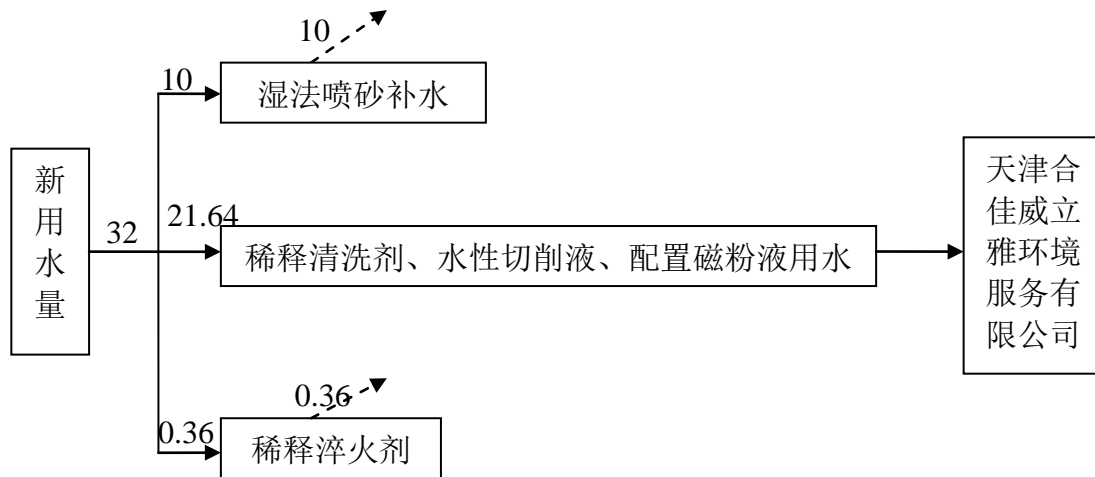 10
10
湿法喷砂补水
新
用
水
量
32
21.64
稀释清洗剂、水性切削液、配置磁粉液用水
天津合
佳威立
雅环境
服务有
限公司
0.36
0.36
稀释淬火剂